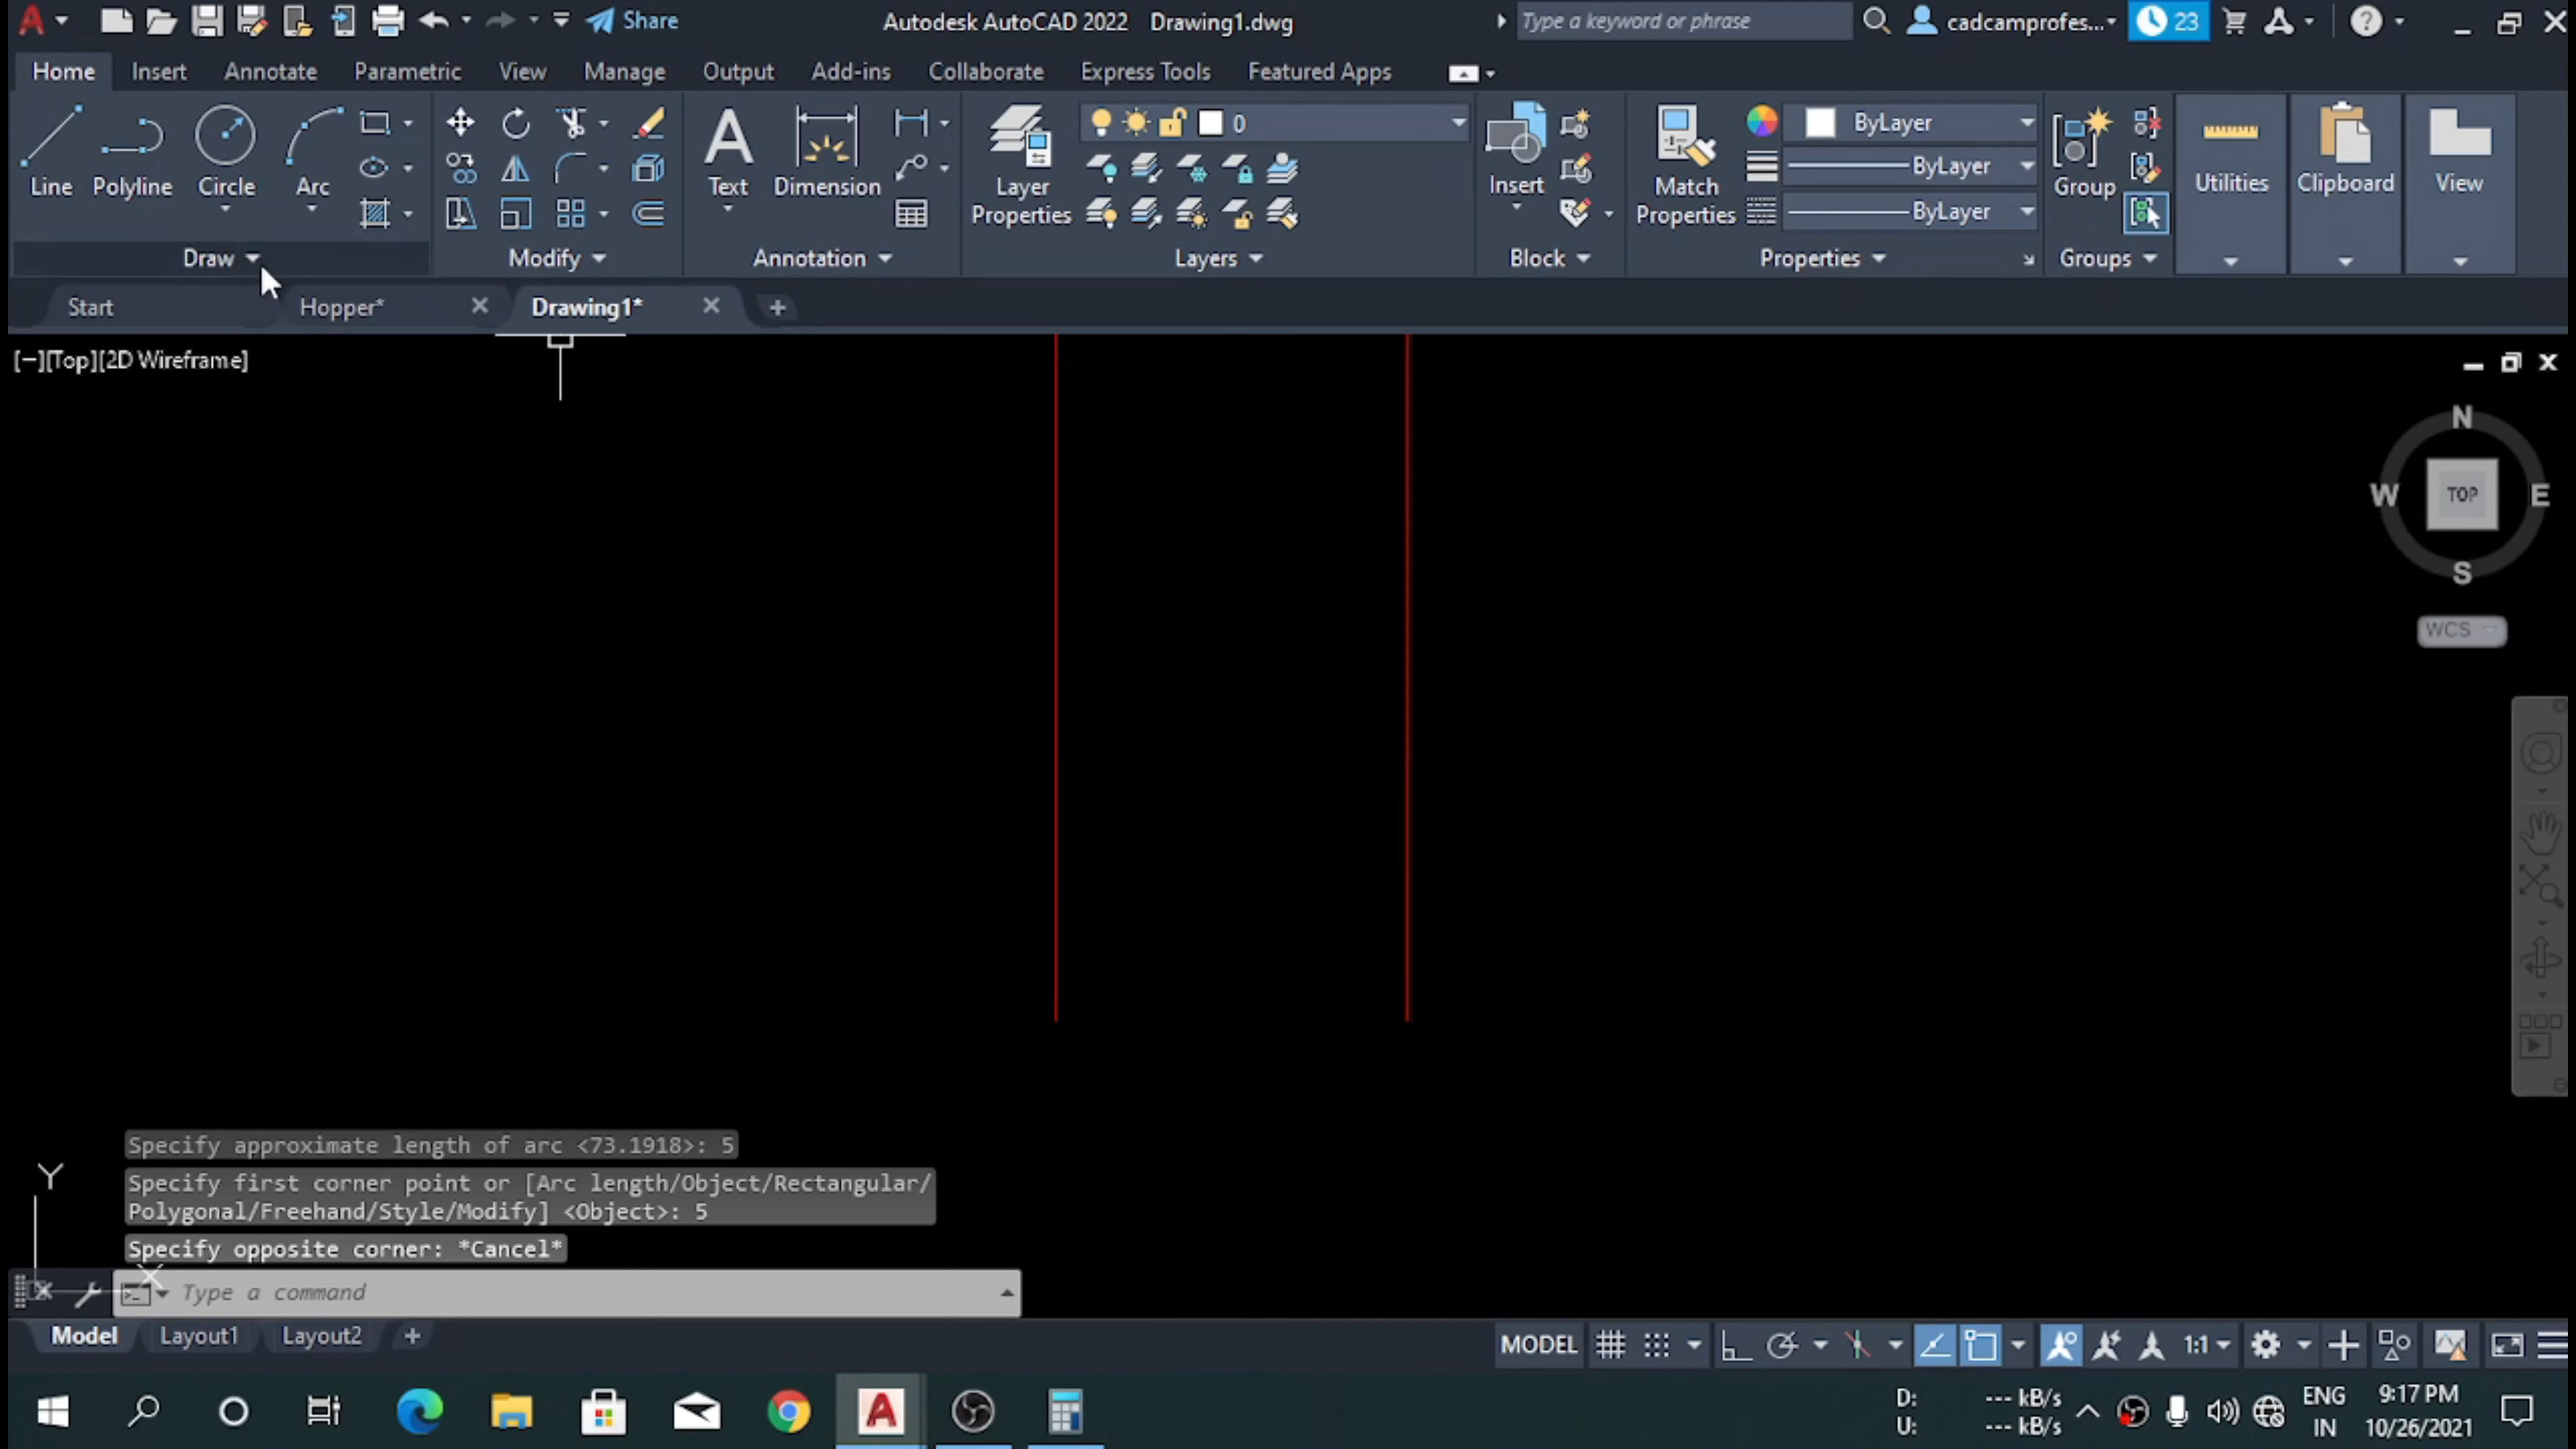 Share
Autodesk AutoCAD 2022 Drawing1.dwg
Type a keyword or phrase
cadcamprofes...
23
Home Insert Annotate Parametric View Manage Output Add-ins Collaborate Express Tools Featured Apps
Line Polyline Circle Arc
Text Dimension
Layer Properties
0
Insert
Match Properties
ByLayer
ByLayer
ByLayer
Group
Utilities Clipboard View
Draw Modify Annotation Layers Block Properties Groups
Start Hopper* Drawing1*
[−][Top][2D Wireframe]
N
W TOP E
S
WCS
Specify approximate length of arc <73.1918>: 5
Specify first corner point or [Arc length/Object/Rectangular/
Polygonal/Freehand/Style/Modify] <Object>: 5
Specify opposite corner: *Cancel*
Y
X
Type a command
Model Layout1 Layout2
MODEL 1:1
D: --- kB/s
U: --- kB/s
ENG
IN
9:17 PM
10/26/2021